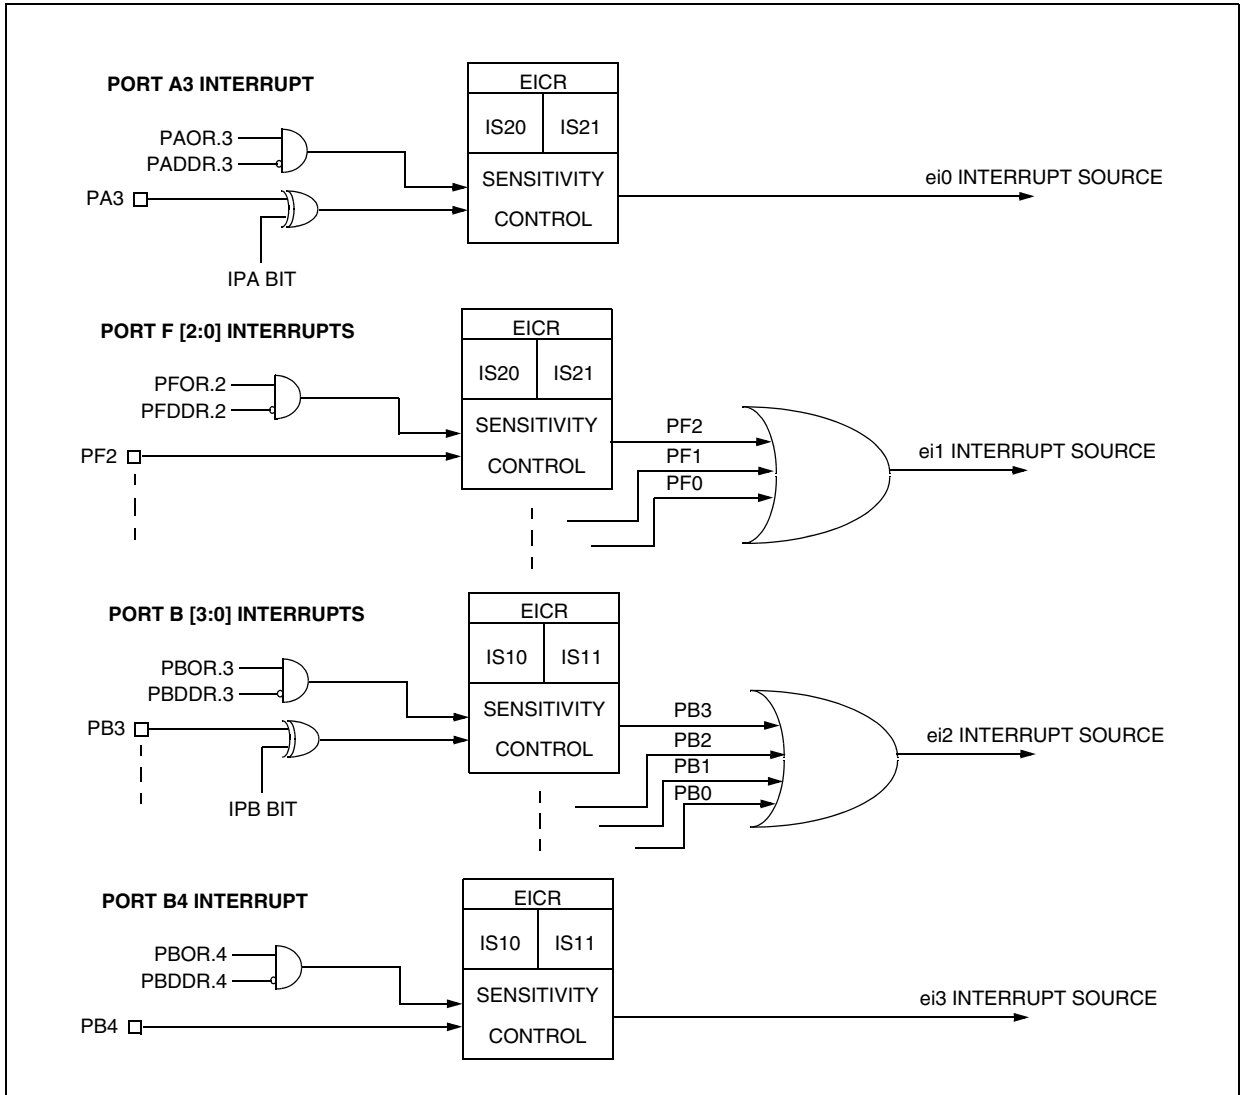 PORT A3 INTERRUPT
EICR
IS20 IS21
PAOR.3
PADDR.3
SENSITIVITY
CONTROL
PA3
IPA BIT
ei0 INTERRUPT SOURCE
PORT F [2:0] INTERRUPTS
EICR
IS20 IS21
PFOR.2
PFDDR.2
SENSITIVITY
CONTROL
PF2
PF2
PF1
PF0
ei1 INTERRUPT SOURCE
PORT B [3:0] INTERRUPTS
EICR
IS10 IS11
PBOR.3
PBDDR.3
SENSITIVITY
CONTROL
PB3
IPB BIT
PB3
PB2
PB1
PB0
ei2 INTERRUPT SOURCE
PORT B4 INTERRUPT
EICR
IS10 IS11
PBOR.4
PBDDR.4
SENSITIVITY
CONTROL
PB4
ei3 INTERRUPT SOURCE